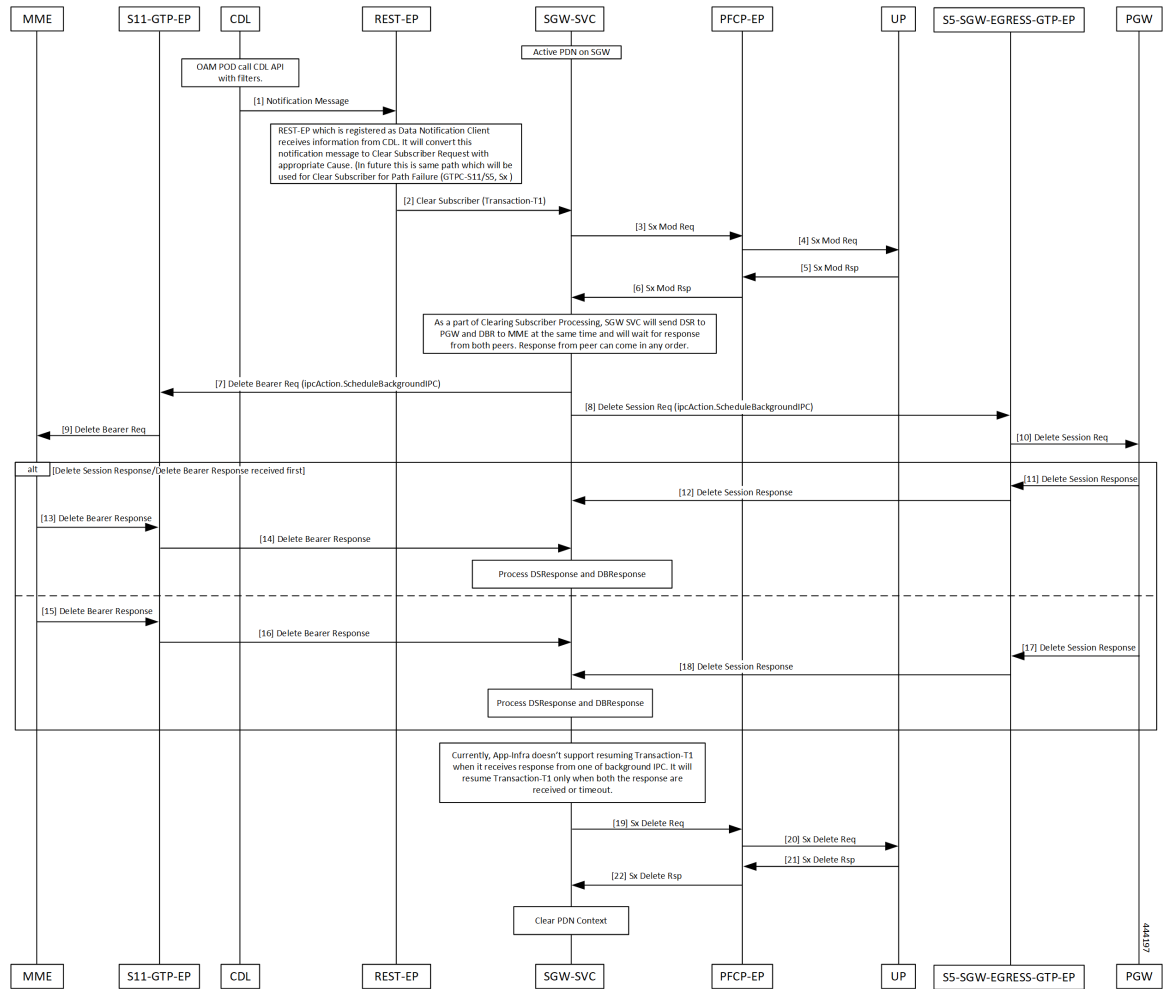 MME
S11-GTP-EP
CDL
REST-EP
SGW-SVC
PFCP-EP
UP
S5-SGW-EGRESS-GTP-EP
PGW
Active PDN on SGW
OAM POD call CDL API
with filters.
[1] Notification Message
REST-EP which is registered as Data Notification Client
receives information from CDL. It will convert this
notification message to Clear Subscriber Request with
appropriate Cause. (In future this is same path which will be
used for Clear Subscriber for Path Failure (GTPC-S11/S5, Sx )
[2] Clear Subscriber (Transaction-T1)
[3] Sx Mod Req
[4] Sx Mod Req
[5] Sx Mod Rsp
[6] Sx Mod Rsp
As a part of Clearing Subscriber Processing, SGW SVC will send DSR to
PGW and DBR to MME at the same time and will wait for response
from both peers. Response from peer can come in any order.
[7] Delete Bearer Req (ipcAction.ScheduleBackgroundIPC)
[8] Delete Session Req (ipcAction.ScheduleBackgroundIPC)
[9] Delete Bearer Req
[10] Delete Session Req
alt
[Delete Session Response/Delete Bearer Response received first]
[11] Delete Session Response
[12] Delete Session Response
[13] Delete Bearer Response
[14] Delete Bearer Response
Process DSResponse and DBResponse
[15] Delete Bearer Response
[16] Delete Bearer Response
[17] Delete Session Response
[18] Delete Session Response
Process DSResponse and DBResponse
Currently, App-Infra doesn't support resuming Transaction-T1
when it receives response from one of background IPC. It will
resume Transaction-T1 only when both the response are
received or timeout.
[19] Sx Delete Req
[20] Sx Delete Req
[21] Sx Delete Rsp
[22] Sx Delete Rsp
Clear PDN Context
444197
MME
S11-GTP-EP
CDL
REST-EP
SGW-SVC
PFCP-EP
UP
S5-SGW-EGRESS-GTP-EP
PGW